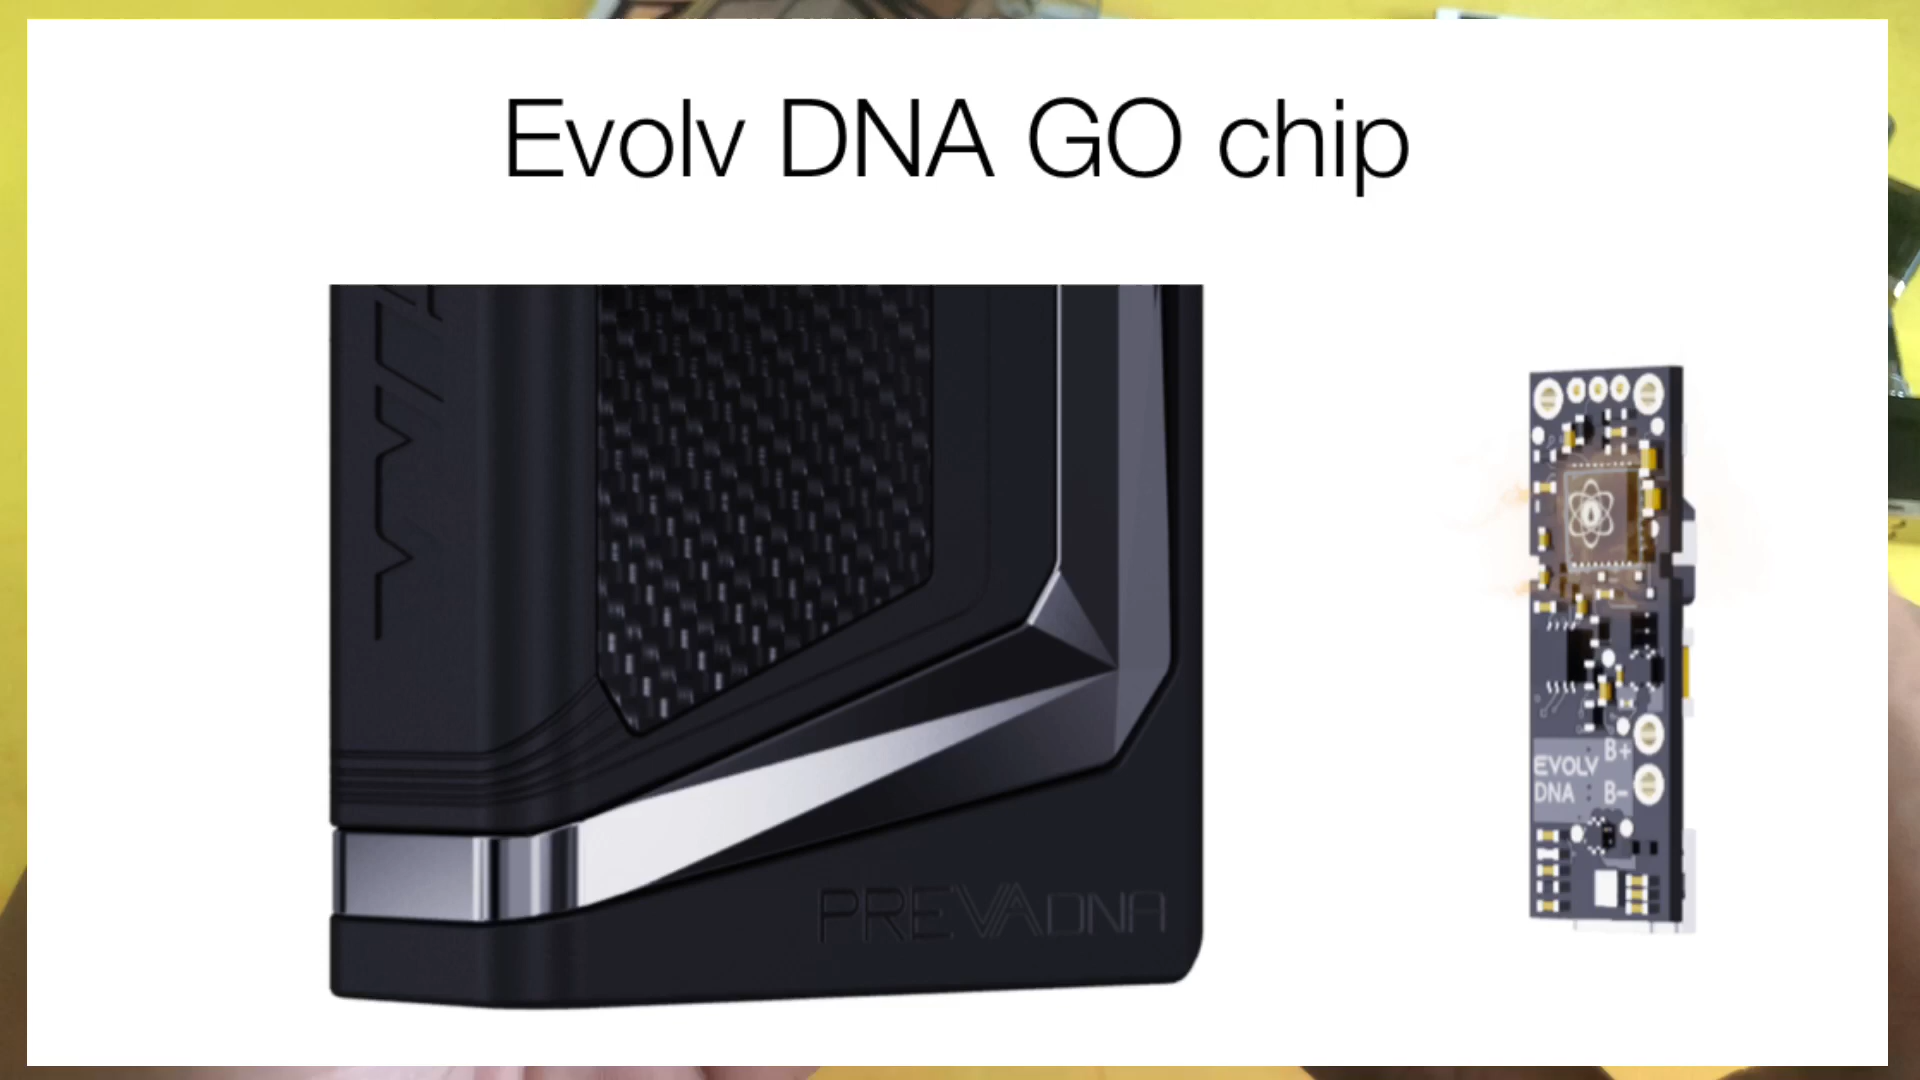 Evolv DNA GO chip
PREVA DNA
EVOLV
DNA
B+
B-